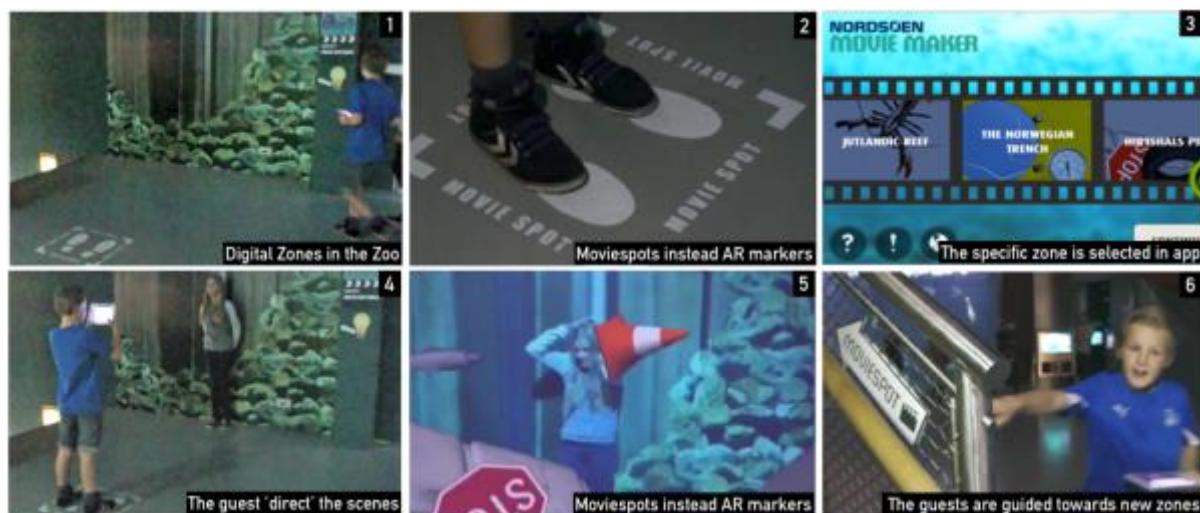 1
Digital Zones in the Zoo
2
MOVIE SPOT
MOVIE SPOT
MOVIE SPOT
Moviespots instead AR markers
3
NORDSØEN
MOVIE MAKER
JUTLANDIC REEF
THE NORWEGIAN
TRENCH
HIRTSHALS
?
!
The specific zone is selected in app
4
The guest 'direct' the scenes
5
Moviespots instead AR markers
6
MOVIESPOT
The guests are guided towards new zones